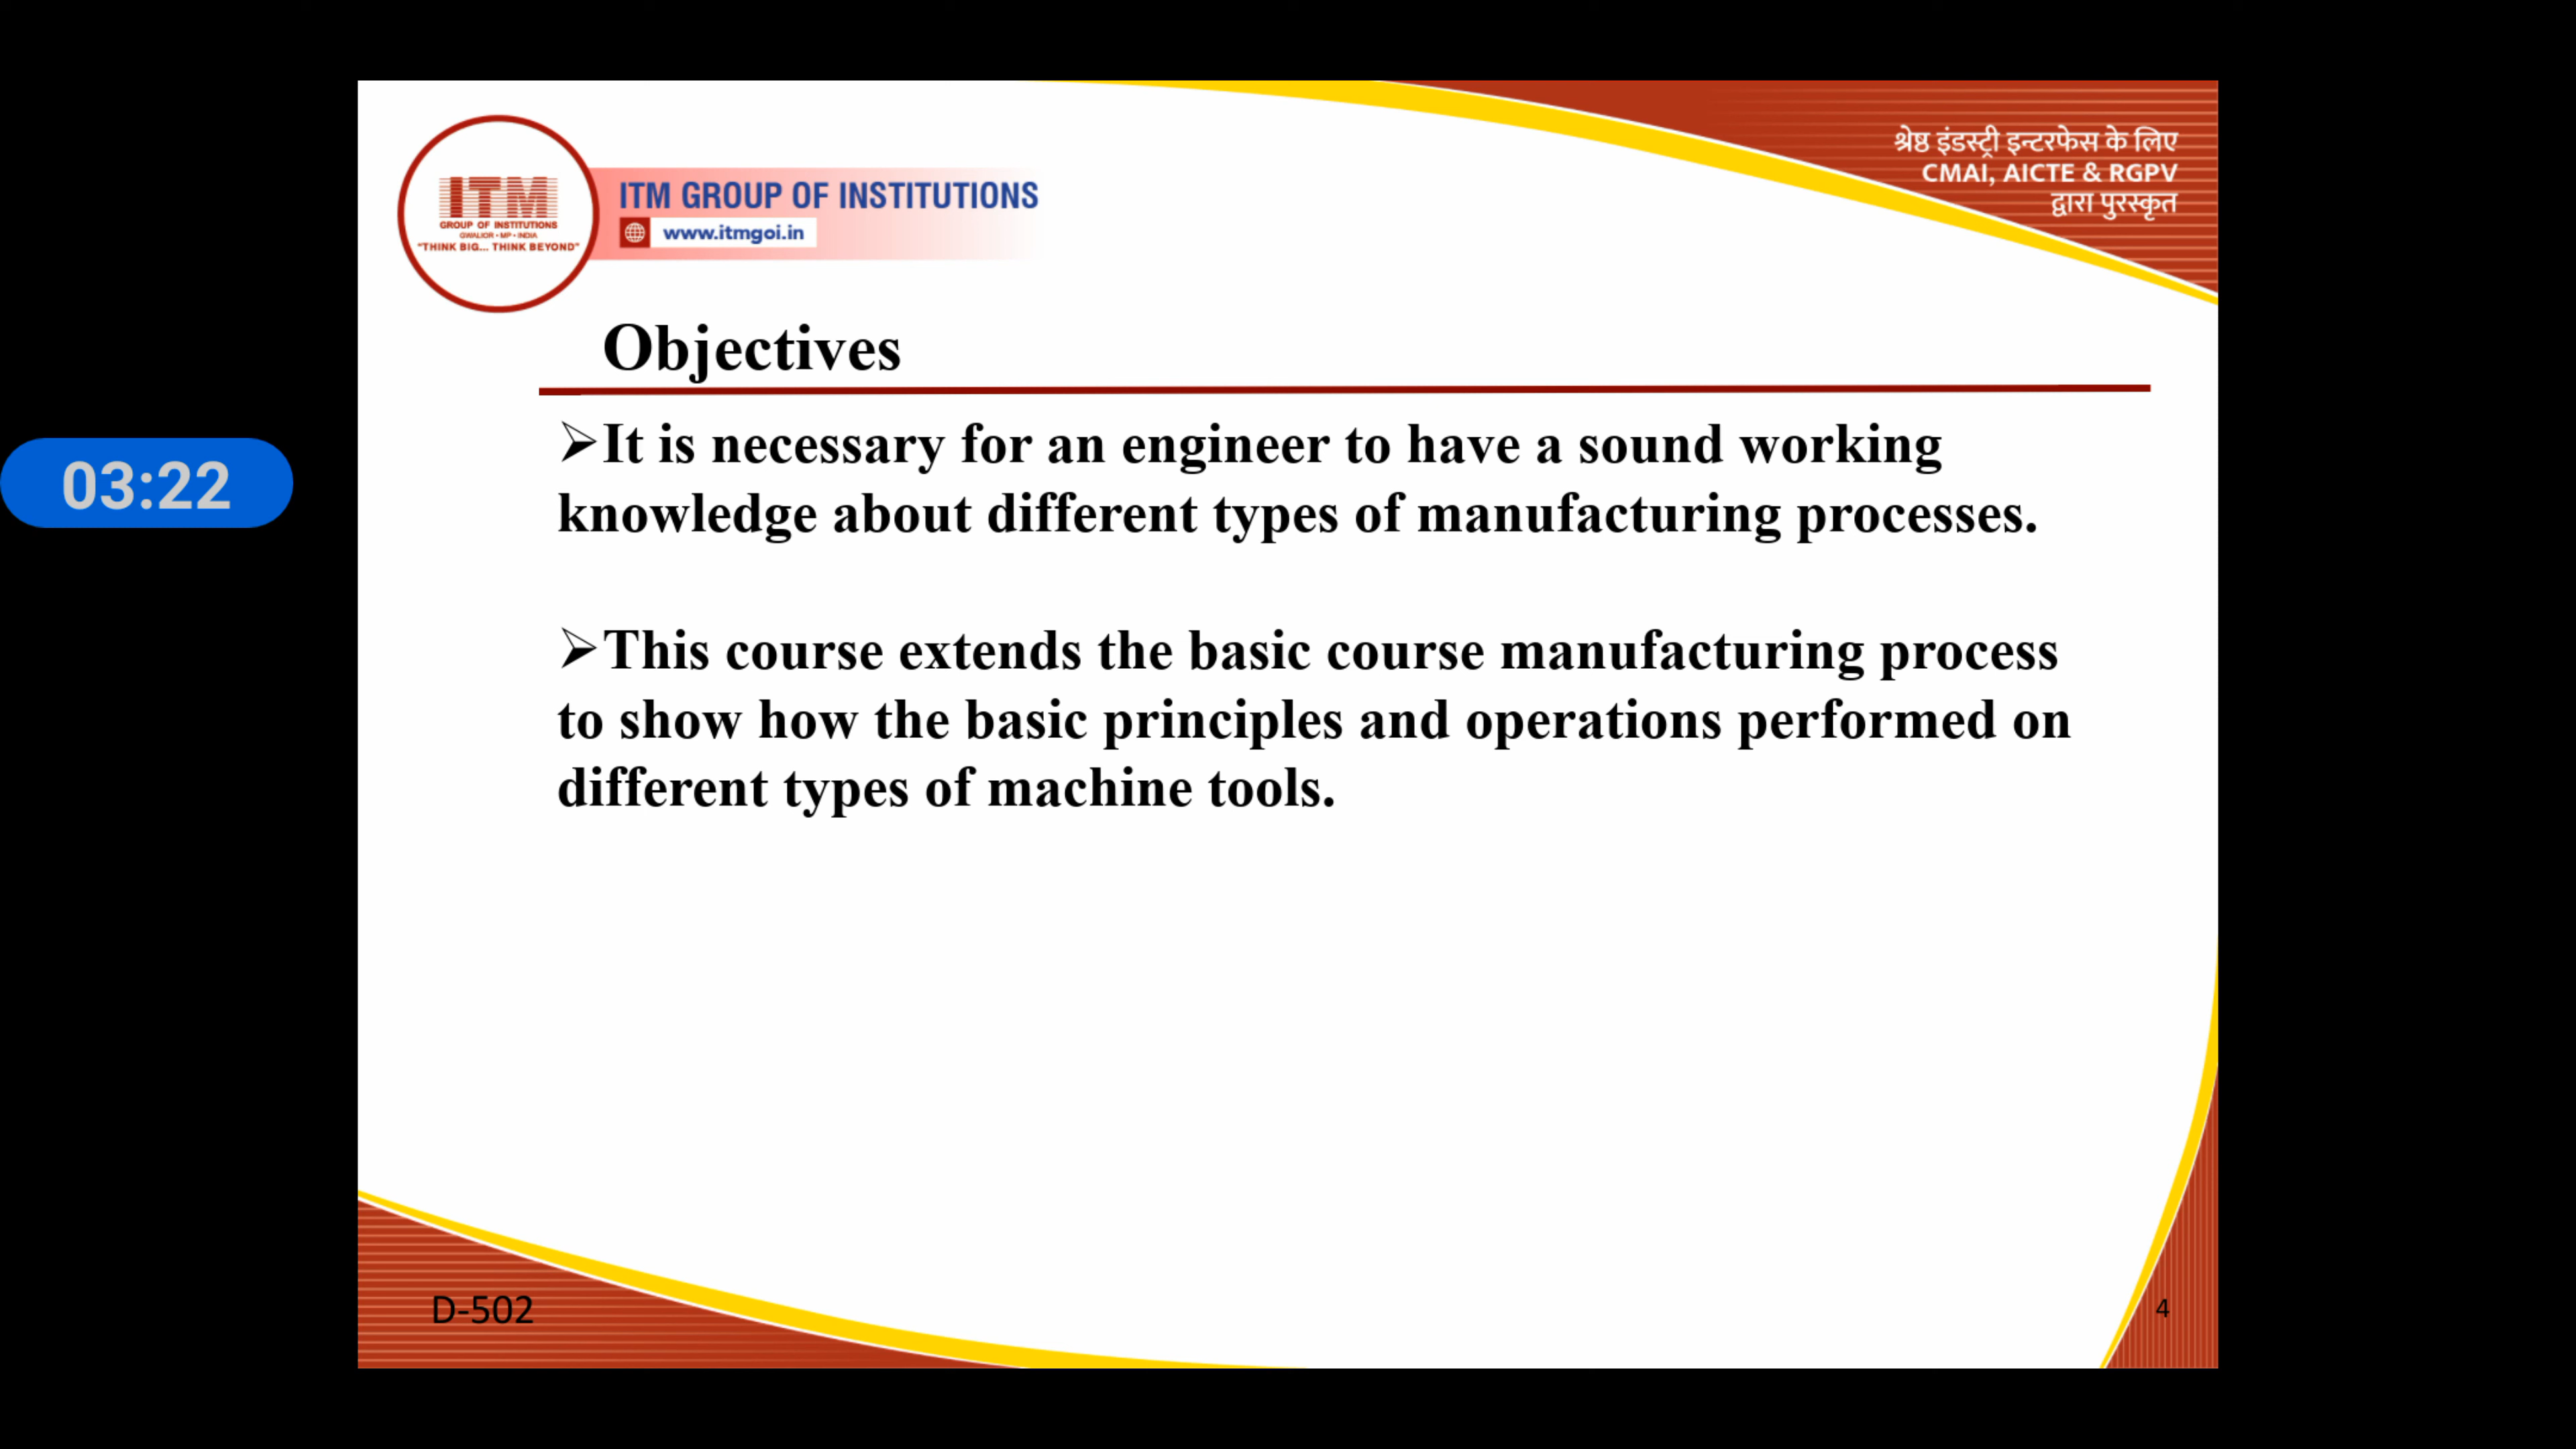 ITM
GROUP OF INSTITUTIONS
GWALIOR • MP • INDIA
"THINK BIG... THINK BEYOND"
ITM GROUP OF INSTITUTIONS
www.itmgoi.in
श्रेष्ठ इंडस्ट्री इन्टरफेस के लिए
CMAI, AICTE & RGPV
द्वारा पुरस्कृत
Objectives
03:22
➢It is necessary for an engineer to have a sound working
knowledge about different types of manufacturing processes.
➢This course extends the basic course manufacturing process
to show how the basic principles and operations performed on
different types of machine tools.
D-502
4